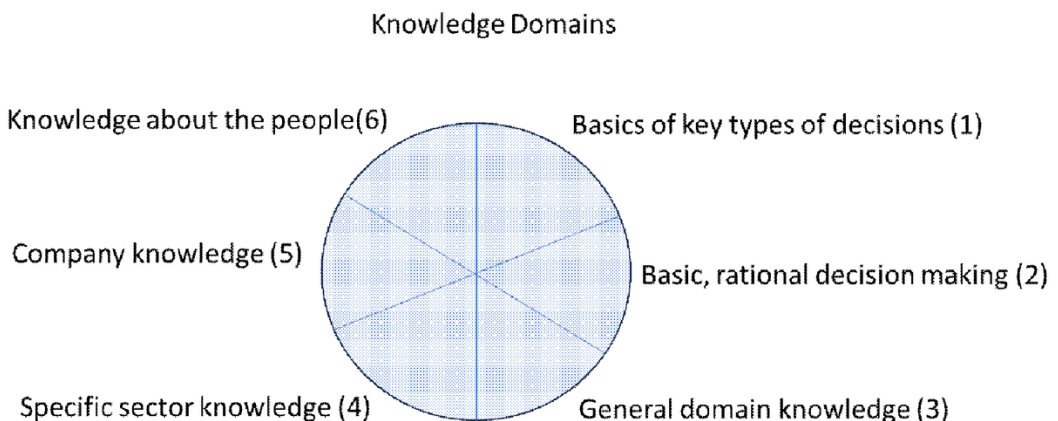 Knowledge Domains
Knowledge about the people(6)
Basics of key types of decisions (1)
Company knowledge (5)
Basic, rational decision making (2)
Specific sector knowledge (4)
General domain knowledge (3)